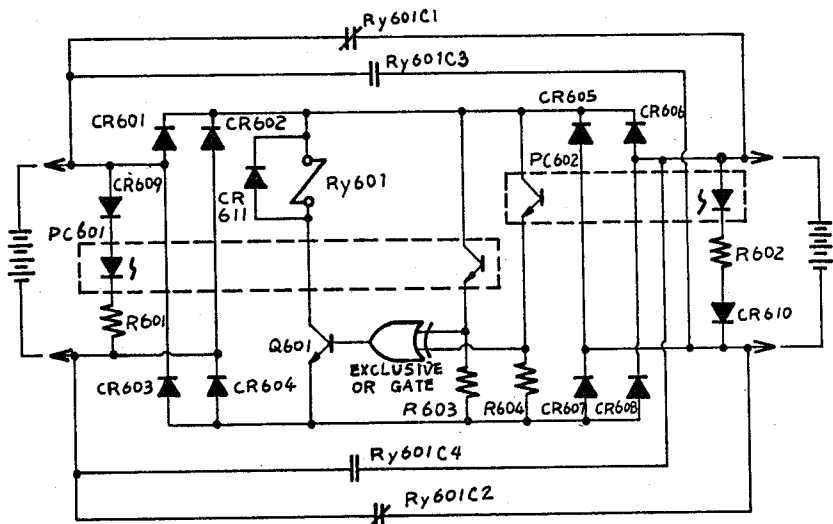 Ry601C1
Ry601C3
CR605
CR606
CR601
CR602
PC602
CR609
CR
611
Ry601
PC601
R602
R601
Q601
CR610
EXCLUSIVE
OR GATE
CR603
CR604
R603
R604
CR607
CR608
Ry601C4
Ry601C2